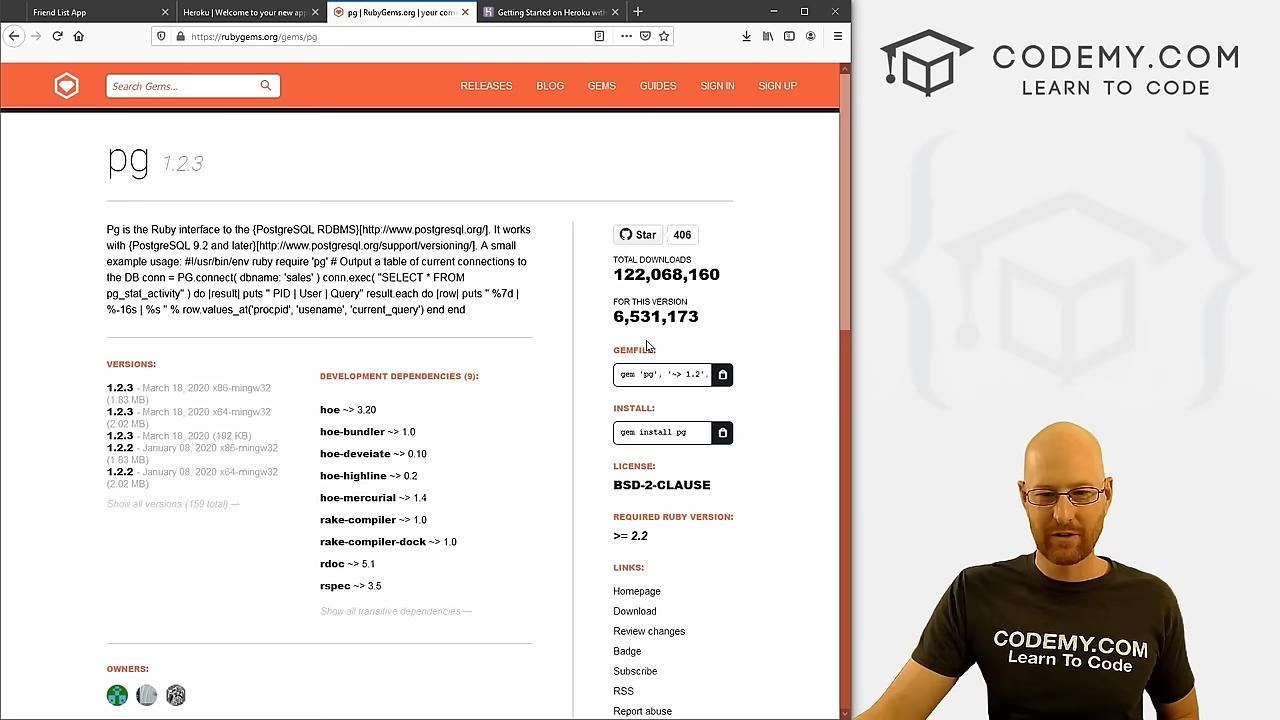 Friend List App
Heroku | Welcome to your new app
pg | RubyGems.org | your com
Getting Started on Heroku with
https://rubygems.org/gems/pg
Search Gems...
RELEASES
BLOG
GEMS
GUIDES
SIGN IN
SIGN UP
pg 1.2.3
Pg is the Ruby interface to the {PostgreSQL RDBMS}[http://www.postgresql.org/]. It works
with {PostgreSQL 9.2 and later}[http://www.postgresql.org/support/versioning/]. A small
example usage: #!/usr/bin/env ruby require 'pg' # Output a table of current connections to
the DB conn = PG.connect( dbname: 'sales' ) conn.exec( "SELECT * FROM
pg_stat_activity" ) do |result| puts " PID | User | Query" result.each do |row| puts " %7d |
%-16s | %s " % row.values_at('procpid', 'usename', 'current_query') end end
VERSIONS:
1.2.3 - March 18, 2020 x86-mingw32
(1.83 MB)
1.2.3 - March 18, 2020 x64-mingw32
(2.02 MB)
1.2.3 - March 18, 2020 (192 KB)
1.2.2 - January 08, 2020 x86-mingw32
(1.83 MB)
1.2.2 - January 08, 2020 x64-mingw32
(2.02 MB)
Show all versions (159 total) →
DEVELOPMENT DEPENDENCIES (9):
hoe ~> 3.20
hoe-bundler ~> 1.0
hoe-deveiate ~> 0.10
hoe-highline ~> 0.2
hoe-mercurial ~> 1.4
rake-compiler ~> 1.0
rake-compiler-dock ~> 1.0
rdoc ~> 5.1
rspec ~> 3.5
Show all transitive dependencies →
OWNERS:
Star 406
TOTAL DOWNLOADS
122,068,160
FOR THIS VERSION
6,531,173
GEMFILE:
gem 'pg', '~> 1.2',
INSTALL:
gem install pg
LICENSE:
BSD-2-CLAUSE
REQUIRED RUBY VERSION:
>= 2.2
LINKS:
Homepage
Download
Review changes
Badge
Subscribe
RSS
Report abuse
CODEMY.COM
LEARN TO CODE
CODEMY.COM
Learn To Code